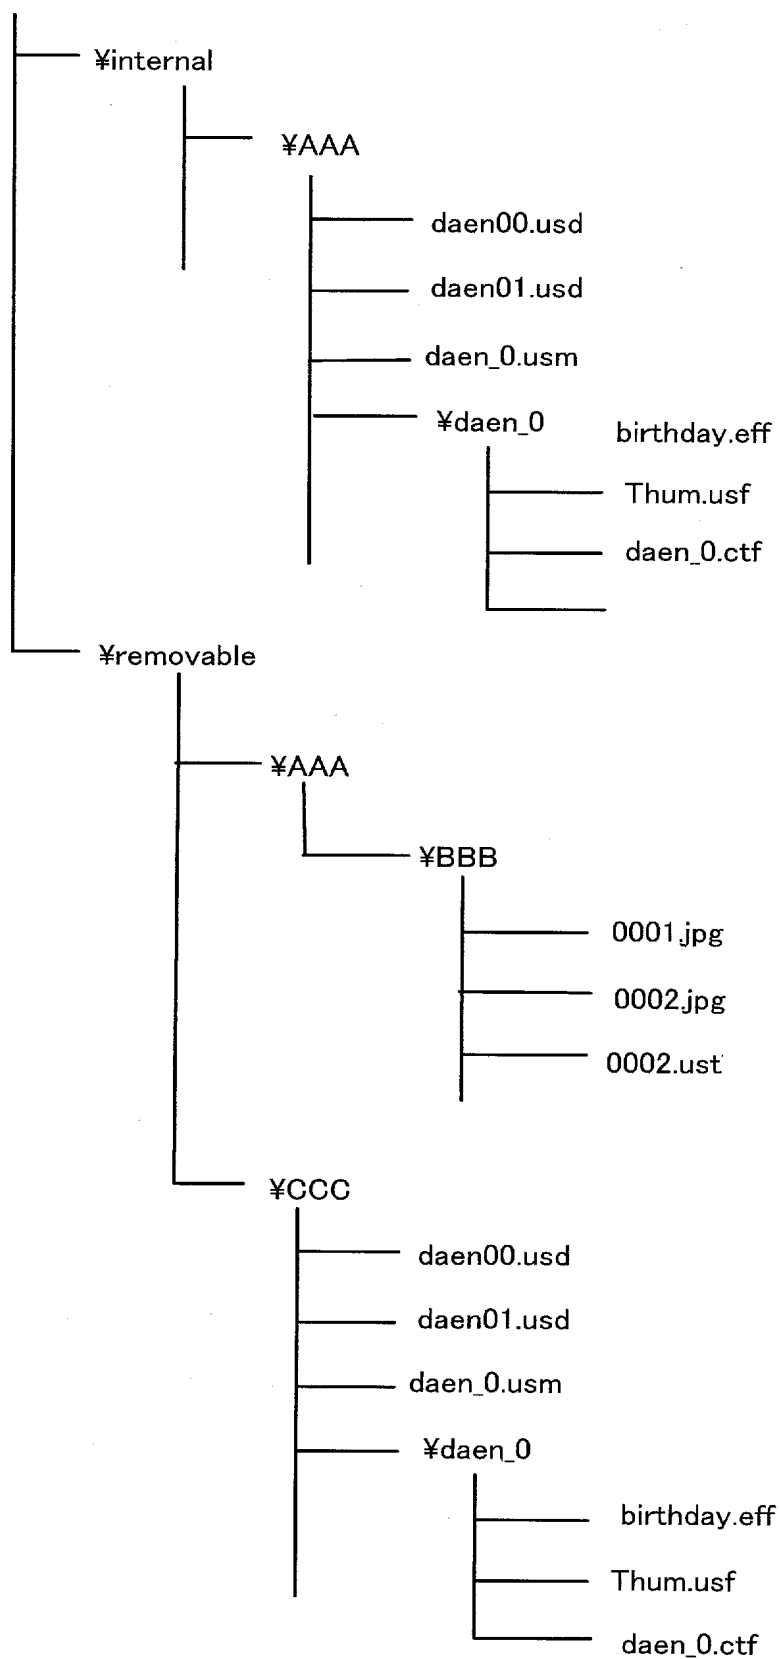 ¥internal
¥AAA
daen00.usd
daen01.usd
daen_0.usm
¥daen_0
birthday.eff
Thum.usf
daen_0.ctf
¥removable
¥AAA
¥BBB
0001.jpg
0002.jpg
0002.ust
¥CCC
daen00.usd
daen01.usd
daen_0.usm
¥daen_0
birthday.eff
Thum.usf
daen_0.ctf